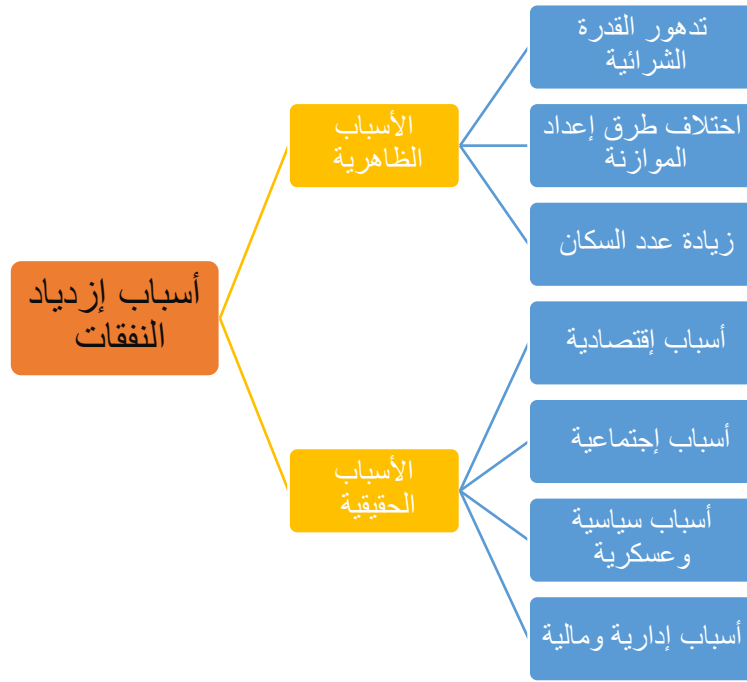 أسباب إزدياد
النفقات
الأسباب
الظاهرية
تدهور القدرة
الشرائية
اختلاف طرق إعداد
الموازنة
زيادة عدد السكان
الأسباب
الحقيقية
أسباب إقتصادية
أسباب إجتماعية
أسباب سياسية
وعسكرية
أسباب إدارية ومالية